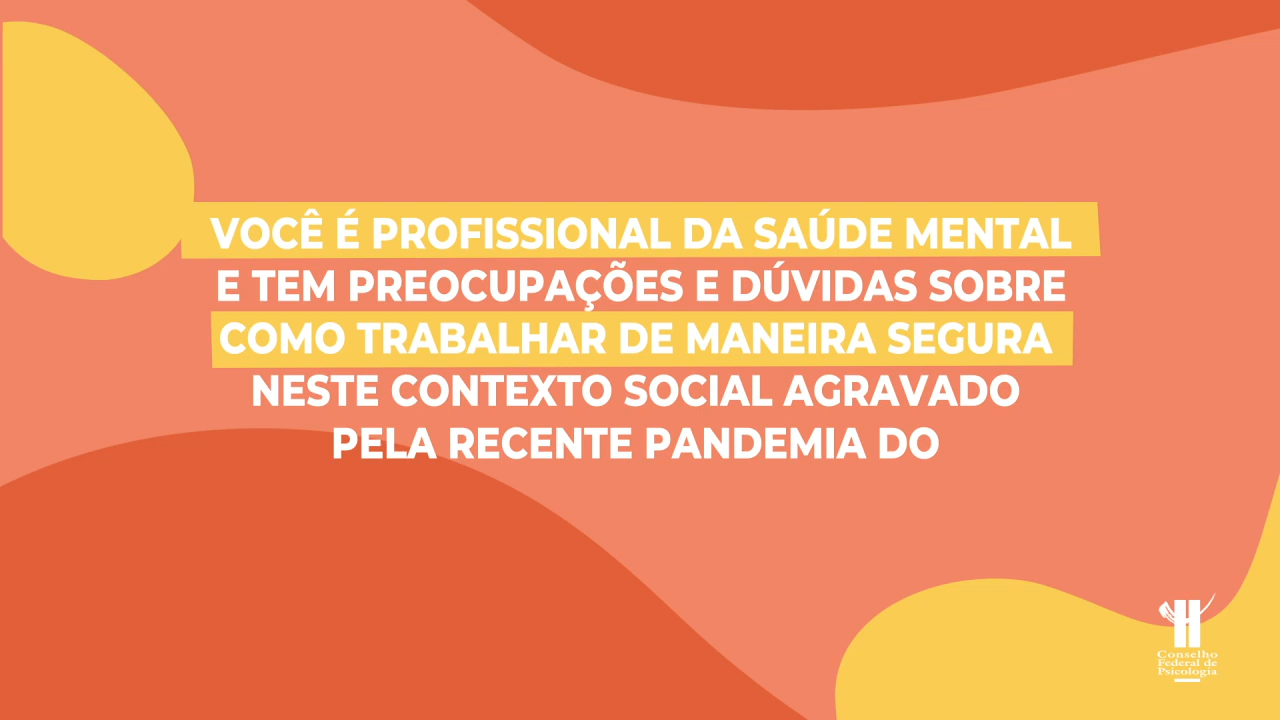 VOCÊ É PROFISSIONAL DA SAÚDE MENTAL
E TEM PREOCUPAÇÕES E DÚVIDAS SOBRE
COMO TRABALHAR DE MANEIRA SEGURA
NESTE CONTEXTO SOCIAL AGRAVADO
PELA RECENTE PANDEMIA DO
Conselho
Federal de
Psicologia